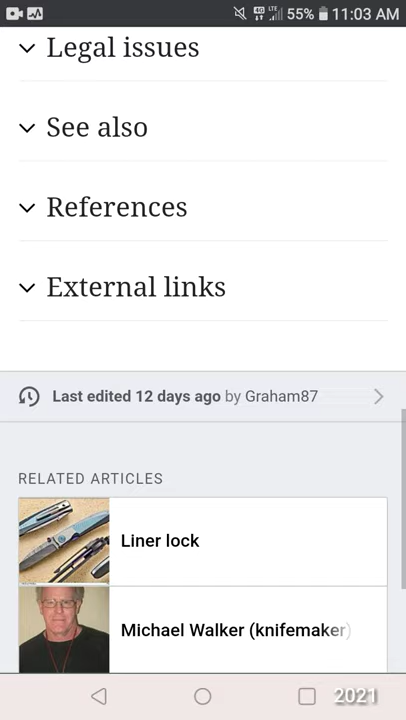 55% 11:03 AM
Legal issues
See also
References
External links
Last edited 12 days ago by Graham87
RELATED ARTICLES
Liner lock
Michael Walker (knifemaker)
2021